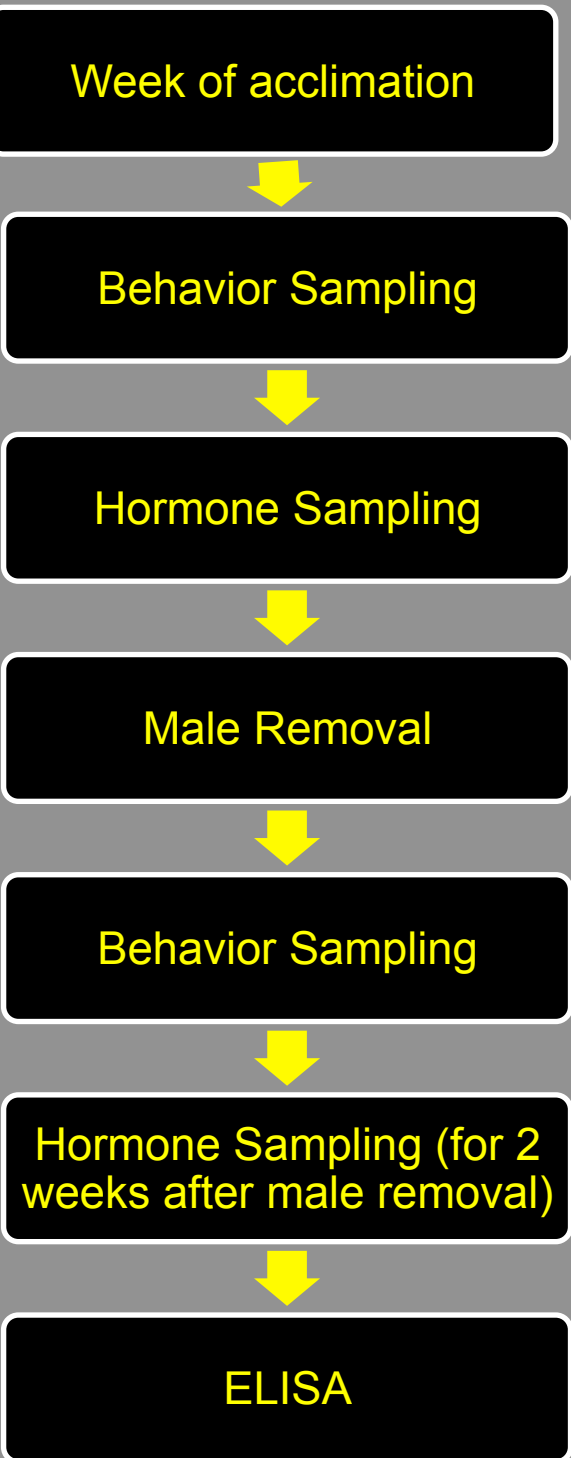 Week of acclimation
Behavior Sampling
Hormone Sampling
Male Removal
Behavior Sampling
Hormone Sampling (for 2
weeks after male removal)
ELISA